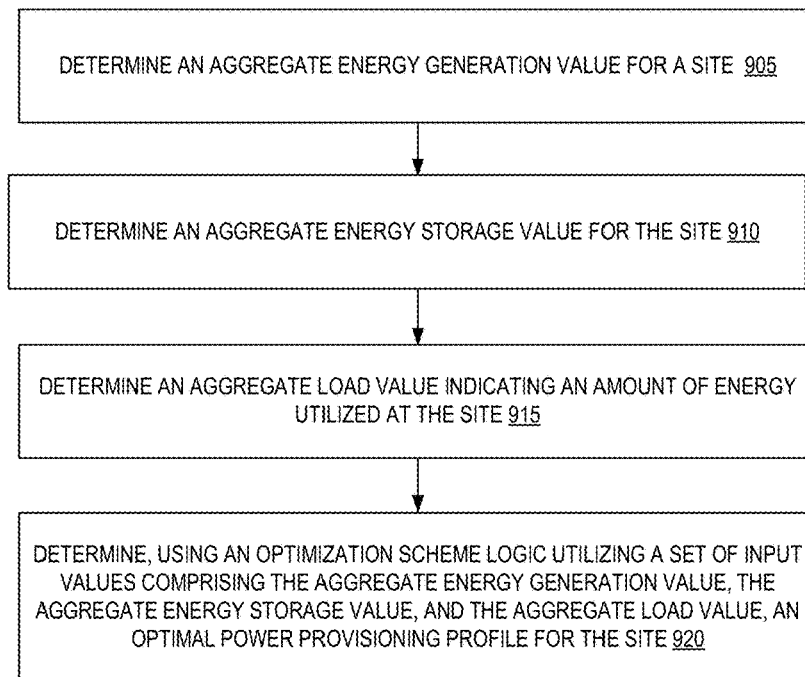 DETERMINE AN AGGREGATE ENERGY GENERATION VALUE FOR A SITE 905
DETERMINE AN AGGREGATE ENERGY STORAGE VALUE FOR THE SITE 910
DETERMINE AN AGGREGATE LOAD VALUE INDICATING AN AMOUNT OF ENERGY
UTILIZED AT THE SITE 915
DETERMINE, USING AN OPTIMIZATION SCHEME LOGIC UTILIZING A SET OF INPUT
VALUES COMPRISING THE AGGREGATE ENERGY GENERATION VALUE, THE
AGGREGATE ENERGY STORAGE VALUE, AND THE AGGREGATE LOAD VALUE, AN
OPTIMAL POWER PROVISIONING PROFILE FOR THE SITE 920